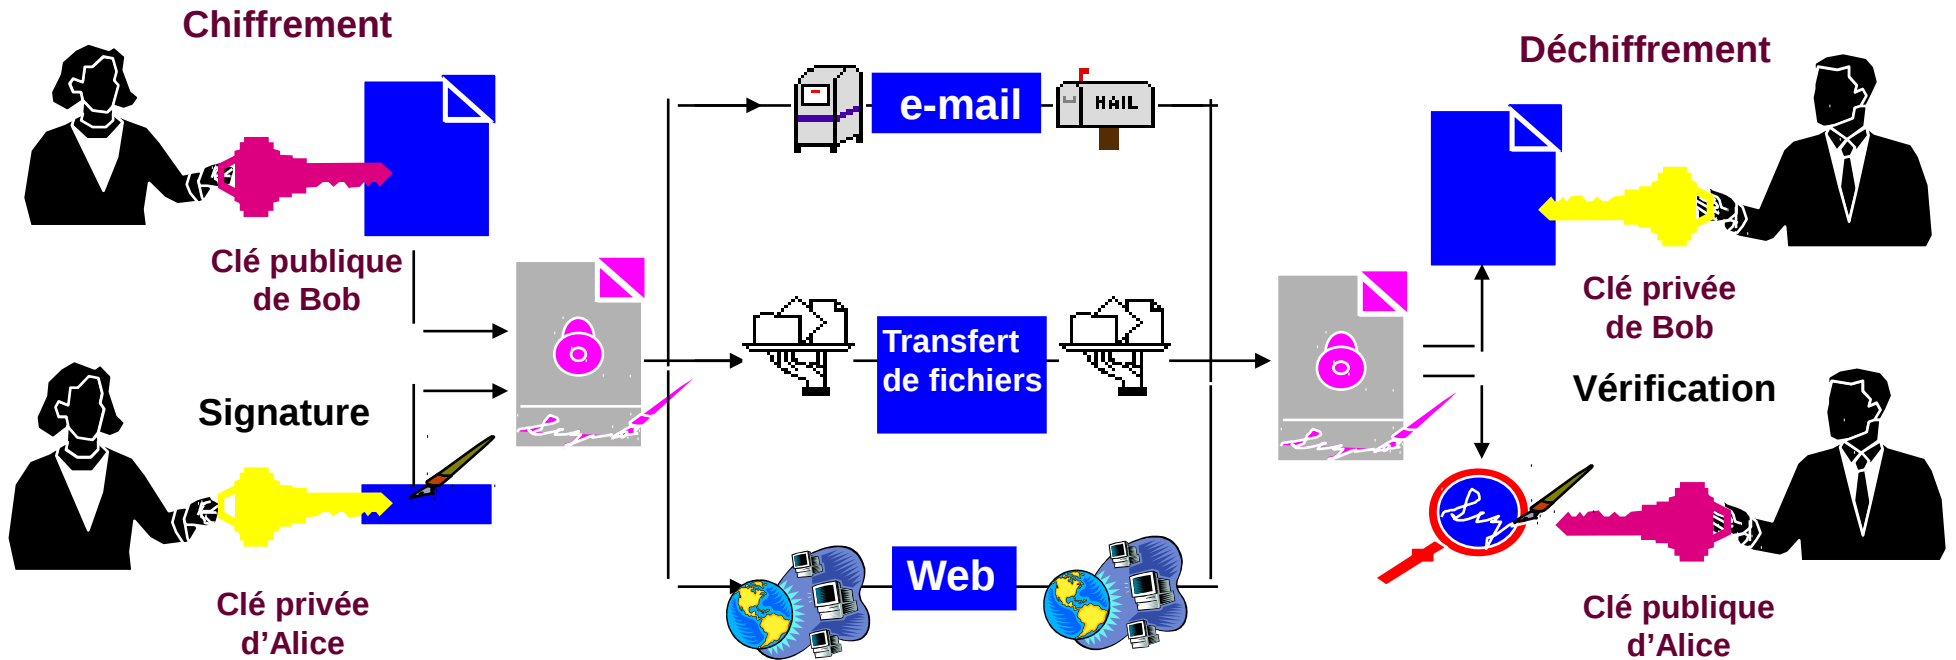 Chiffrement
Clé publique
de Bob
Signature
Clé privée
d’Alice
e-mail
MAIL
Transfert
de fichiers
Web
Déchiffrement
Clé privée
de Bob
Vérification
Clé publique
d’Alice